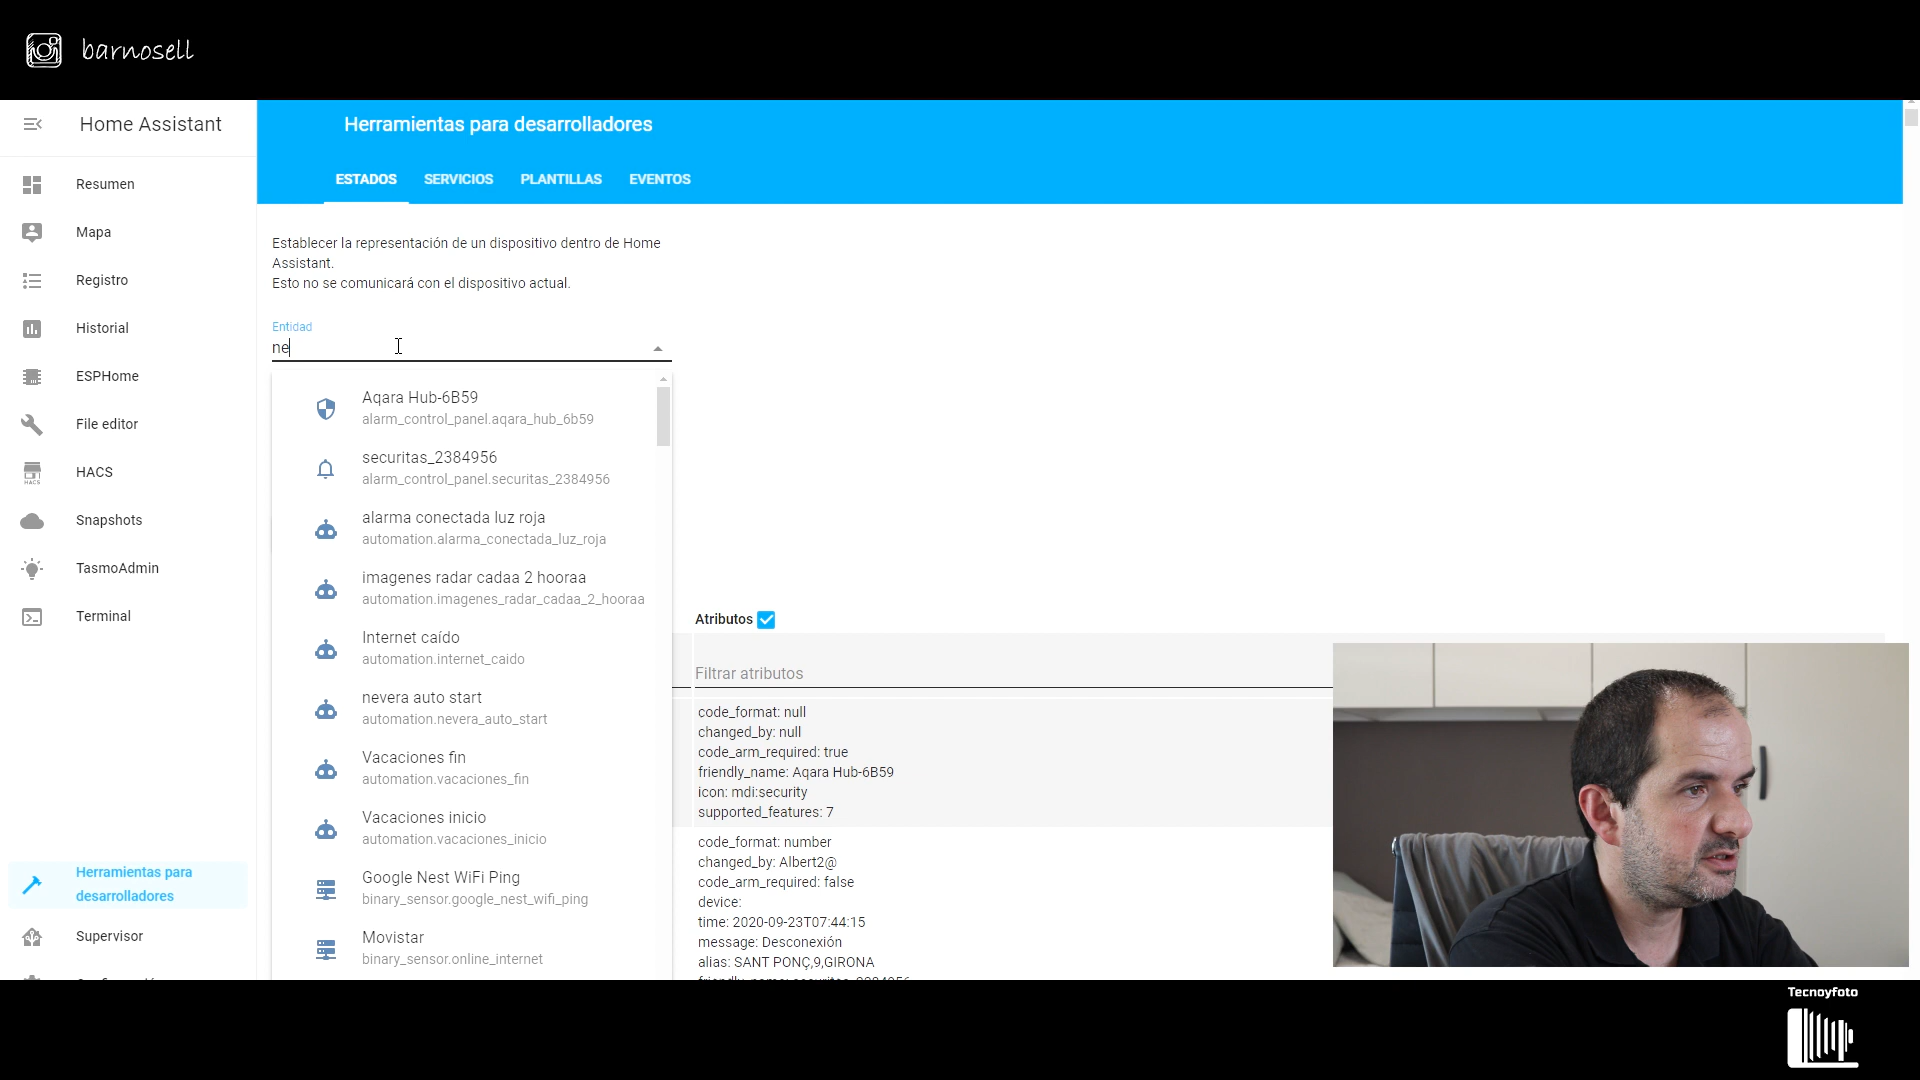 barnosell
Home Assistant
Herramientas para desarrolladores
ESTADOS SERVICIOS PLANTILLAS EVENTOS
Resumen
Mapa
Registro
Historial
ESPHome
File editor
HACS
HACS
Snapshots
TasmoAdmin
Terminal
Herramientas para
desarrolladores
Supervisor
Establecer la representación de un dispositivo dentro de Home
Assistant.
Esto no se comunicará con el dispositivo actual.
Entidad
ne
Aqara Hub-6B59
alarm_control_panel.aqara_hub_6b59
securitas_2384956
alarm_control_panel.securitas_2384956
alarma conectada luz roja
automation.alarma_conectada_luz_roja
imagenes radar cadaa 2 hooraa
automation.imagenes_radar_cadaa_2_hooraa
Internet caído
automation.internet_caido
nevera auto start
automation.nevera_auto_start
Vacaciones fin
automation.vacaciones_fin
Vacaciones inicio
automation.vacaciones_inicio
Google Nest WiFi Ping
binary_sensor.google_nest_wifi_ping
Movistar
binary_sensor.online_internet
Atributos
Filtrar atributos
code_format: null
changed_by: null
code_arm_required: true
friendly_name: Aqara Hub-6B59
icon: mdi:security
supported_features: 7
code_format: number
changed_by: Albert2@
code_arm_required: false
device:
time: 2020-09-23T07:44:15
message: Desconexión
alias: SANT PONÇ,9,GIRONA
Tecnoyfoto